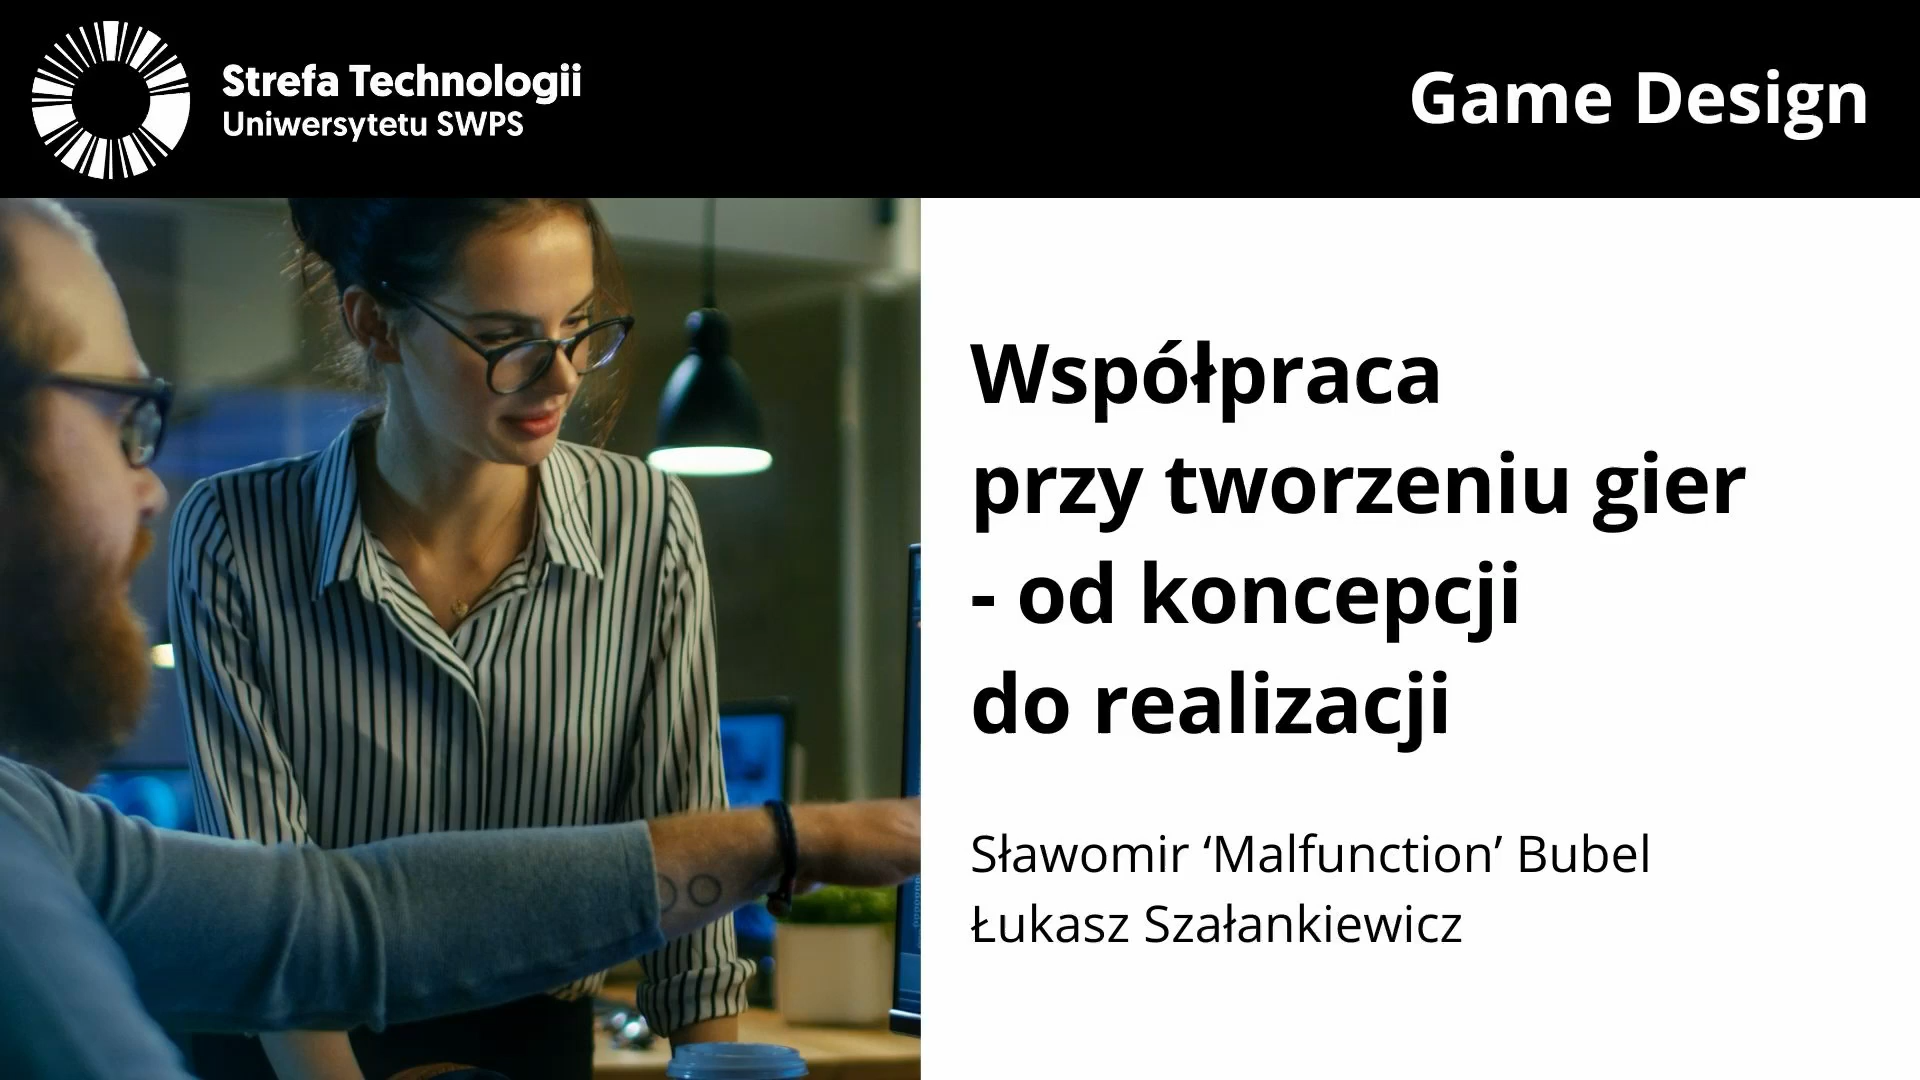 Strefa Technologii
Uniwersytetu SWPS
Game Design
Współpraca
przy tworzeniu gier
- od koncepcji
do realizacji
Sławomir ‘Malfunction’ Bubel
Łukasz Szałankiewicz